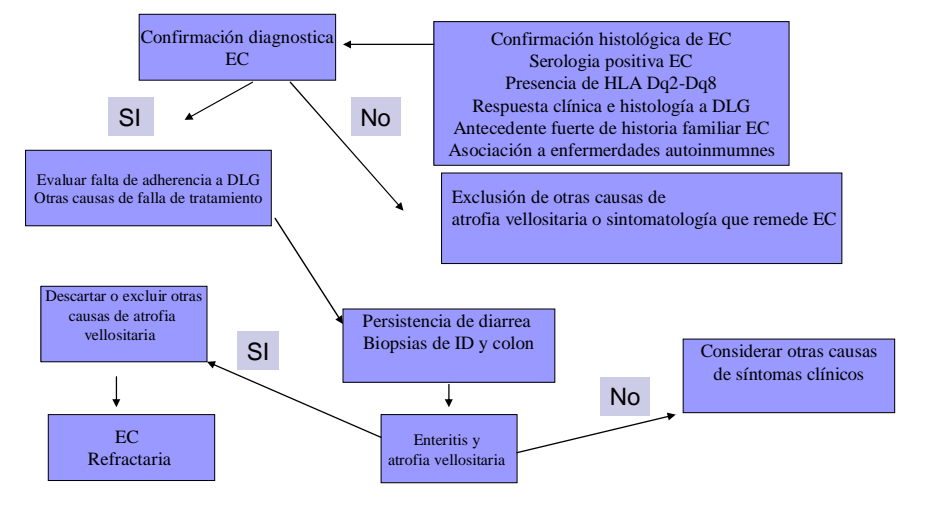 Confirmación diagnostica
EC
Confirmación histológica de EC
Serologia positiva EC
Presencia de HLA Dq2-Dq8
Respuesta clínica e histología a DLG
Antecedente fuerte de historia familiar EC
Asociación a enfermerdades autoinmumnes
SI
No
Evaluar falta de adherencia a DLG
Otras causas de falla de tratamiento
Exclusión de otras causas de
atrofia vellositaria o sintomatología que remede EC
Descartar o excluir otras
causas de atrofia
vellositaria
SI
Persistencia de diarrea
Biopsias de ID y colon
Considerar otras causas
de síntomas clínicos
No
EC
Refractaria
Enteritis y
atrofia vellositaria